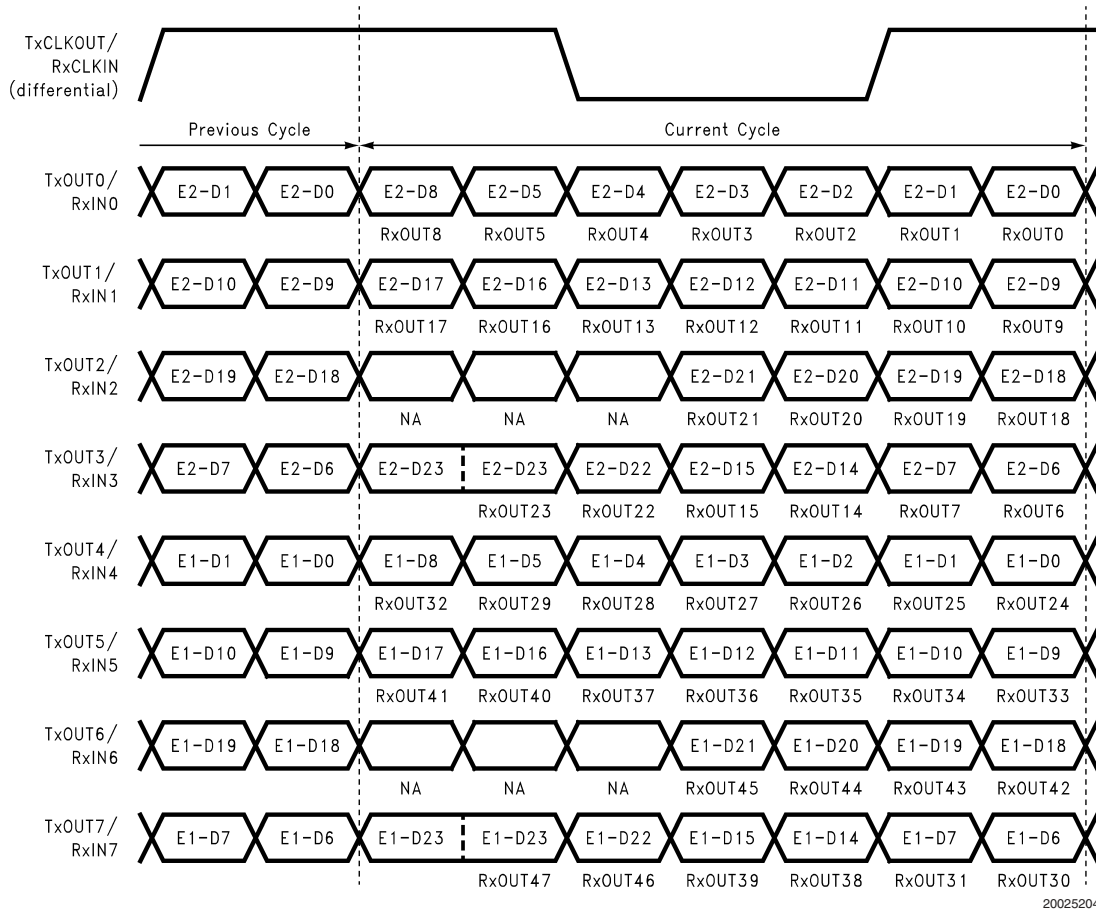 TxCLKOUT/
RxCLKIN
(differential)
Previous Cycle Current Cycle
TxOUT0/
RxIN0
E2-D1 E2-D0 E2-D8 E2-D5 E2-D4 E2-D3 E2-D2 E2-D1 E2-D0
RxOUT8 RxOUT5 RxOUT4 RxOUT3 RxOUT2 RxOUT1 RxOUT0
TxOUT1/
RxIN1
E2-D10 E2-D9 E2-D17 E2-D16 E2-D13 E2-D12 E2-D11 E2-D10 E2-D9
RxOUT17 RxOUT16 RxOUT13 RxOUT12 RxOUT11 RxOUT10 RxOUT9
TxOUT2/
RxIN2
E2-D19 E2-D18 E2-D21 E2-D20 E2-D19 E2-D18
NA NA NA RxOUT21 RxOUT20 RxOUT19 RxOUT18
TxOUT3/
RxIN3
E2-D7 E2-D6 E2-D23 E2-D23 E2-D22 E2-D15 E2-D14 E2-D7 E2-D6
RxOUT23 RxOUT22 RxOUT15 RxOUT14 RxOUT7 RxOUT6
TxOUT4/
RxIN4
E1-D1 E1-D0 E1-D8 E1-D5 E1-D4 E1-D3 E1-D2 E1-D1 E1-D0
RxOUT32 RxOUT29 RxOUT28 RxOUT27 RxOUT26 RxOUT25 RxOUT24
TxOUT5/
RxIN5
E1-D10 E1-D9 E1-D17 E1-D16 E1-D13 E1-D12 E1-D11 E1-D10 E1-D9
RxOUT41 RxOUT40 RxOUT37 RxOUT36 RxOUT35 RxOUT34 RxOUT33
TxOUT6/
RxIN6
E1-D19 E1-D18 E1-D21 E1-D20 E1-D19 E1-D18
NA NA NA RxOUT45 RxOUT44 RxOUT43 RxOUT42
TxOUT7/
RxIN7
E1-D7 E1-D6 E1-D23 E1-D23 E1-D22 E1-D15 E1-D14 E1-D7 E1-D6
RxOUT47 RxOUT46 RxOUT39 RxOUT38 RxOUT31 RxOUT30
20025204